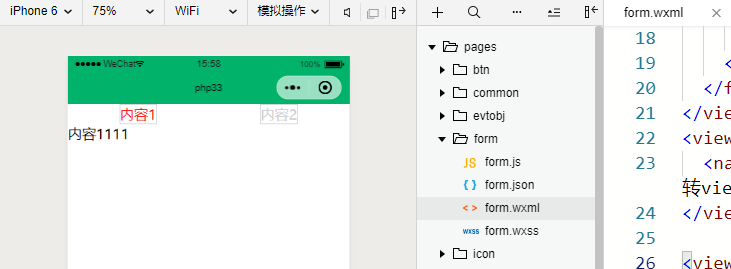 iPhone 6 75% WiFi 模拟操作
WeChat 15:58 100%
php33
内容1 内容2
内容1111
pages
btn
common
evtobj
form
JS form.js
{ } form.json
< > form.wxml
wxss form.wxss
icon
form.wxml ×
18
19 <
20 </f
21 </vie
22 <view
23 <na
转vie
24 </vie
25
26 <view